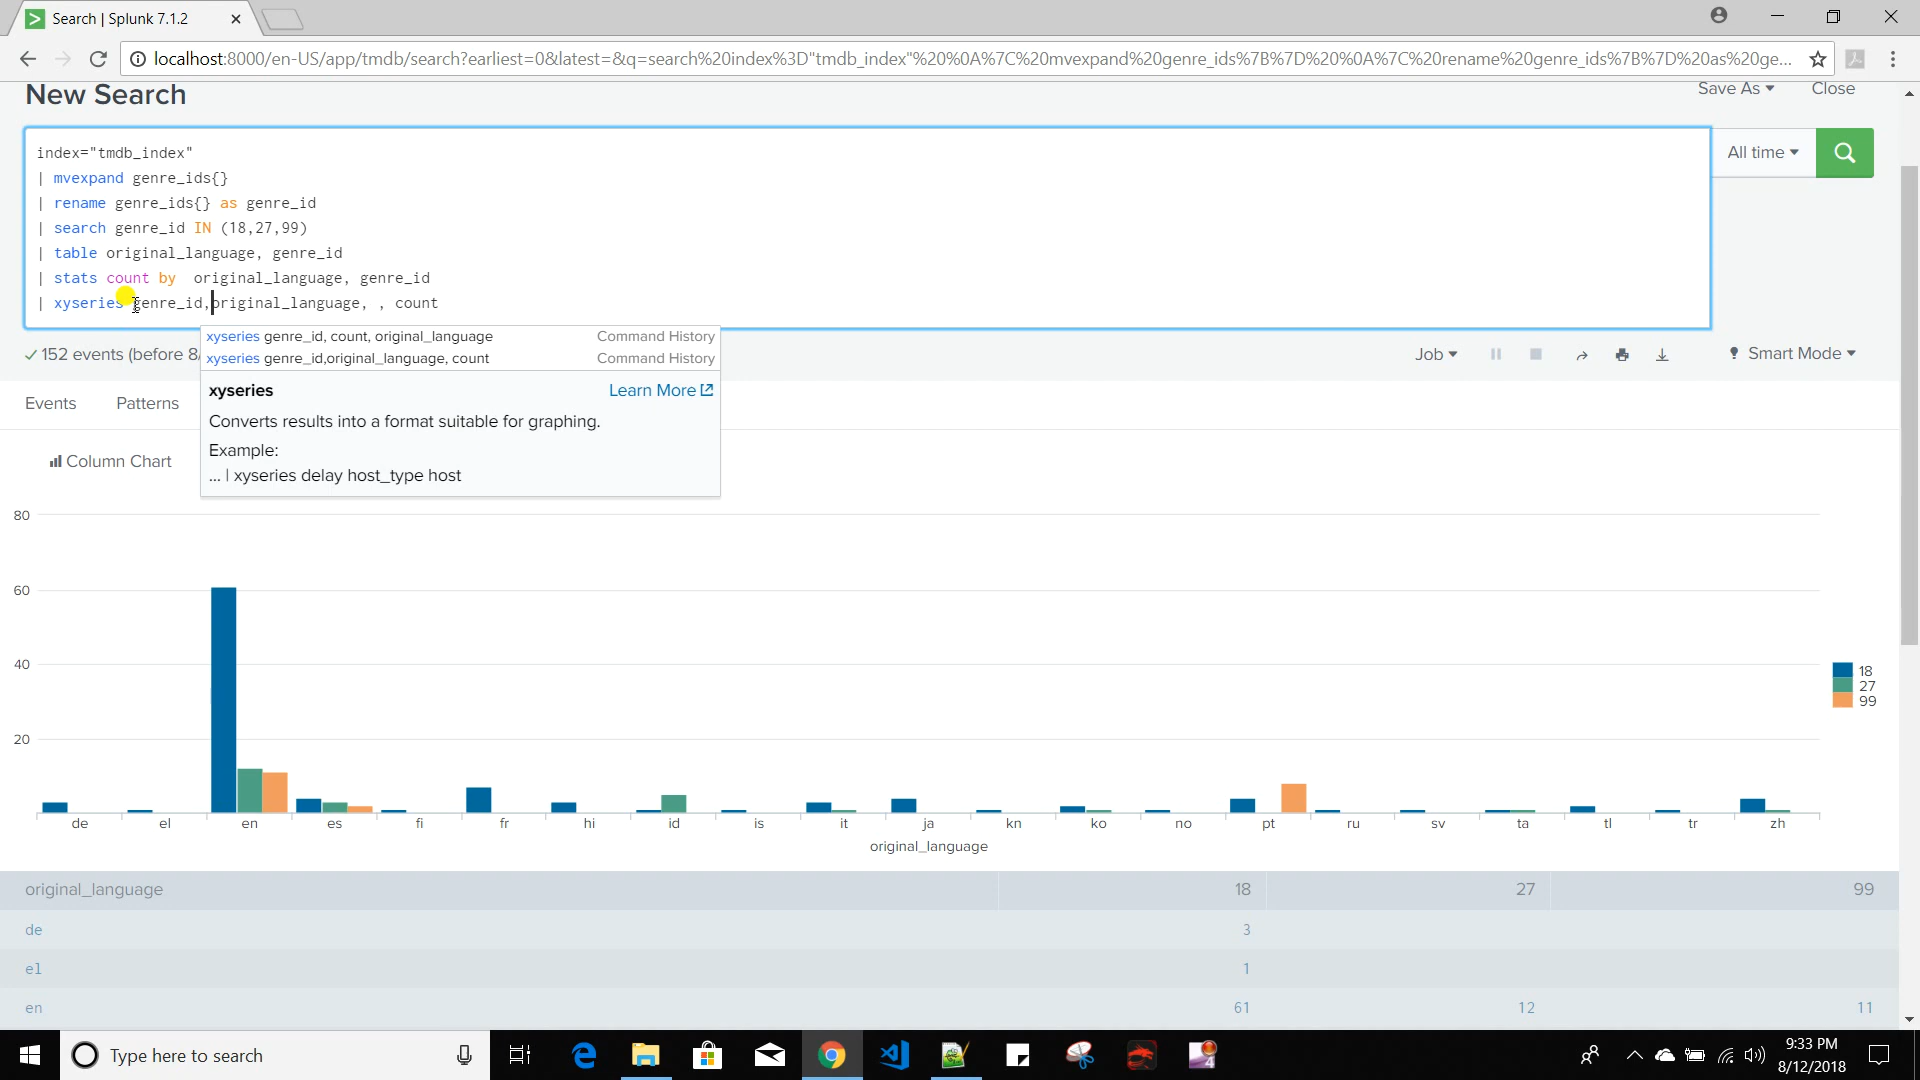 Search | Splunk 7.1.2
localhost:8000/en-US/app/tmdb/search?earliest=0&latest=&q=search%20index%3D"tmdb_index"%20%0A%7C%20mvexpand%20genre_ids%7B%7D%20%0A%7C%20rename%20genre_ids%7B%7D%20as%20ge...
New Search
Save As
Close
index="tmdb_index"
| mvexpand genre_ids{}
| rename genre_ids{} as genre_id
| search genre_id IN (18,27,99)
| table original_language, genre_id
| stats count by  original_language, genre_id
| xyseries genre_id,original_language, , count
All time
xyseries genre_id, count, original_language Command History
xyseries genre_id,original_language, count Command History
xyseries Learn More
Converts results into a format suitable for graphing.
Example:
... | xyseries delay host_type host
152 events (before 8/
Job
Smart Mode
Events Patterns
Column Chart
80
60
40
20
18
27
99
de el en es fi fr hi id is it ja kn ko no pt ru sv ta tl tr zh
original_language
original_language 18 27 99
de 3
el 1
en 61 12 11
Type here to search
9:33 PM
8/12/2018